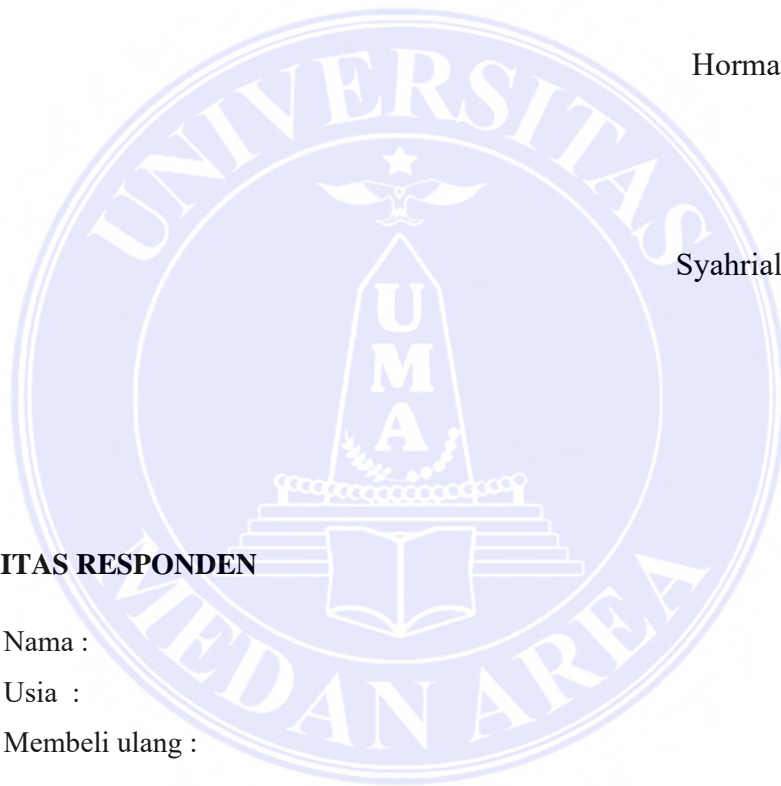 Horma
Syahrial
UNIVERSITAS
U
M
A
MEDAN AREA
ITAS RESPONDEN
Nama :
Usia :
Membeli ulang :